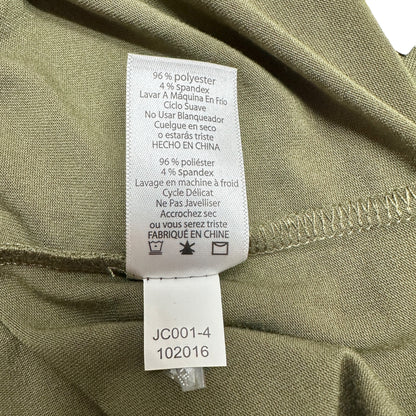 96 % polyester
4 % spandex
Lavar A Máquina En Frío
Ciclo Suave
No Usar Blanqueador
Cuelgue en seco
o estarás triste
HECHO EN CHINA
96 % poliéster
4 % spandex
Lavage en machine à froid
Cycle Délicat
Ne Pas Javelliser
Accrochez sec
ou vous serez triste
FABRIQUÉ EN CHINE
JC001-4
102016